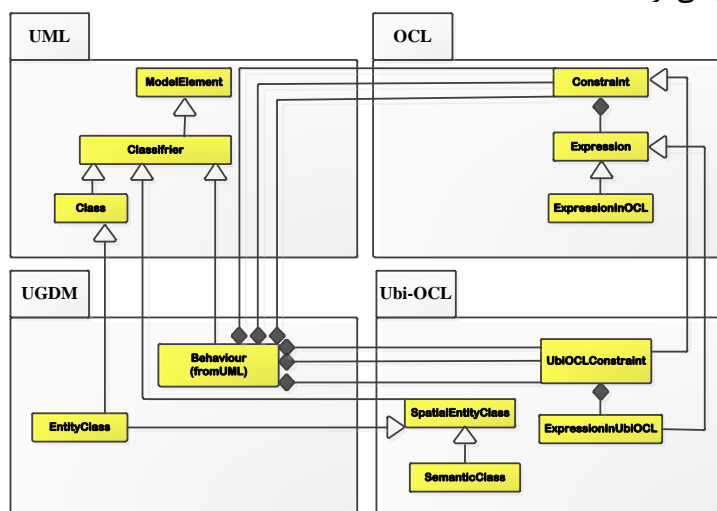 UML
OCL
ModelElement
Constraint
Classifrier
Expression
Class
ExpressionInOCL
UGDM
Ubi-OCL
Behaviour
(fromUML)
UbiOCLConstraint
EntityClass
SpatialEntityClass
ExpressionInUbiOCL
SemanticClass